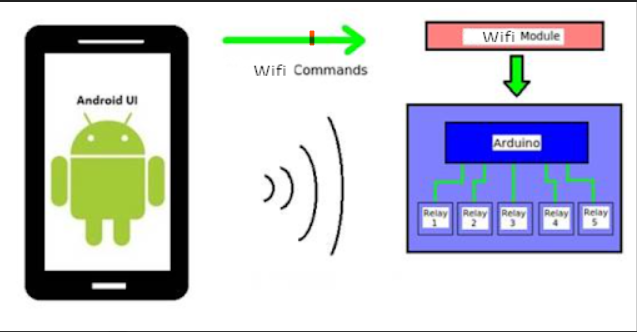 Android UI
Wifi Commands
Wifi Module
Arduino
Relay
1
Relay
2
Relay
3
Relay
4
Relay
5